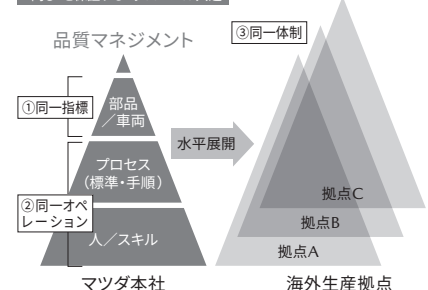 品質マネジメント
③同一体制
①同一指標
部品
／車両
水平展開
プロセス
（標準・手順）
②同一オペ
レーション
人／スキル
拠点C
拠点B
拠点A
マツダ本社
海外生産拠点